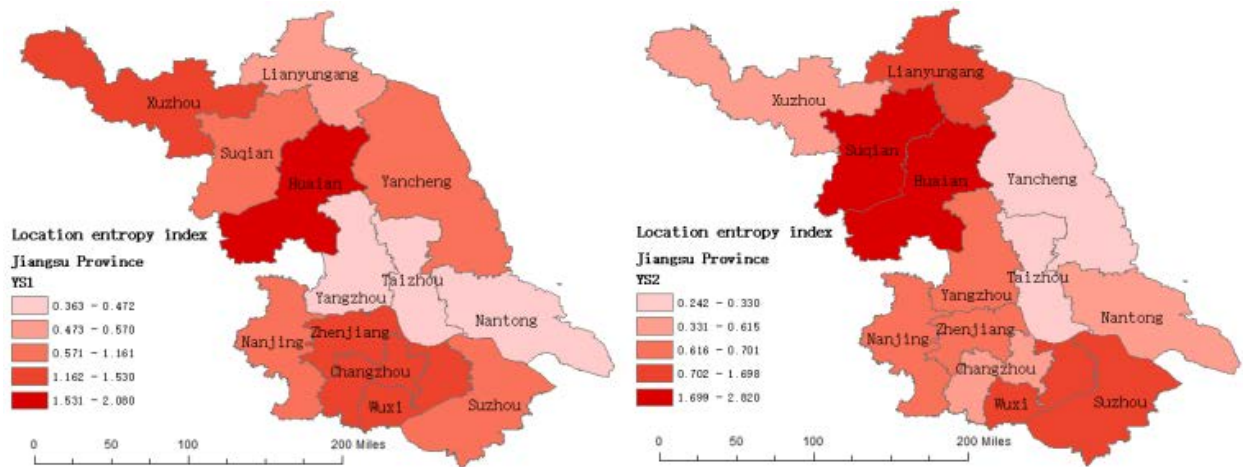 Lianyungang
Xuzhou
Suqian
Huaian
Yancheng
Location entropy index
Jiangsu Province
YS1
0.363 - 0.472
0.473 - 0.570
0.571 - 1.161
1.162 - 1.530
1.531 - 2.080
Taizhou
Yangzhou
Nantong
Zhenjiang
Nanjing
Changzhou
Wuxi
Suzhou
0 50 100 200 Miles
Lianyungang
Xuzhou
Suqian
Huaian
Yancheng
Location entropy index
Jiangsu Province
YS2
0.242 - 0.330
0.331 - 0.615
0.616 - 0.701
0.702 - 1.698
1.699 - 2.820
Taizhou
Yangzhou
Nantong
Zhenjiang
Nanjing
Changzhou
Wuxi
Suzhou
0 50 100 200 Miles